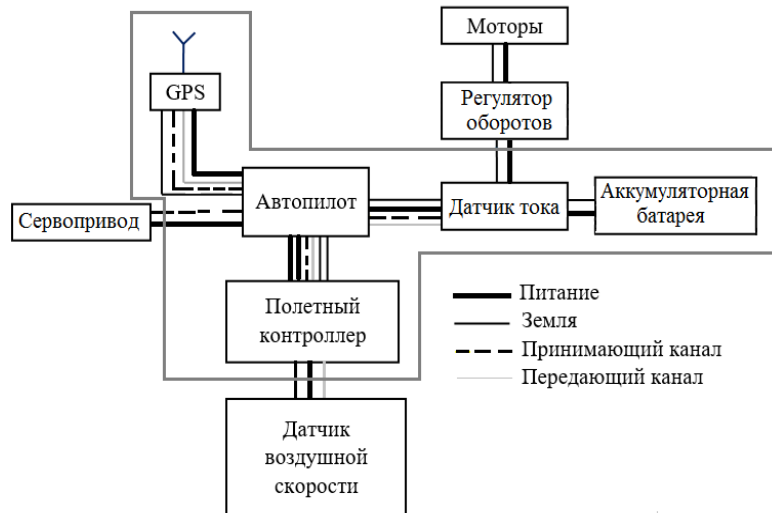 Моторы
GPS
Регулятор
оборотов
Автопилот
Датчик тока
Аккумуляторная
батарея
Сервопривод
Полетный
контроллер
Питание
Земля
Принимающий канал
Передающий канал
Датчик
воздушной
скорости